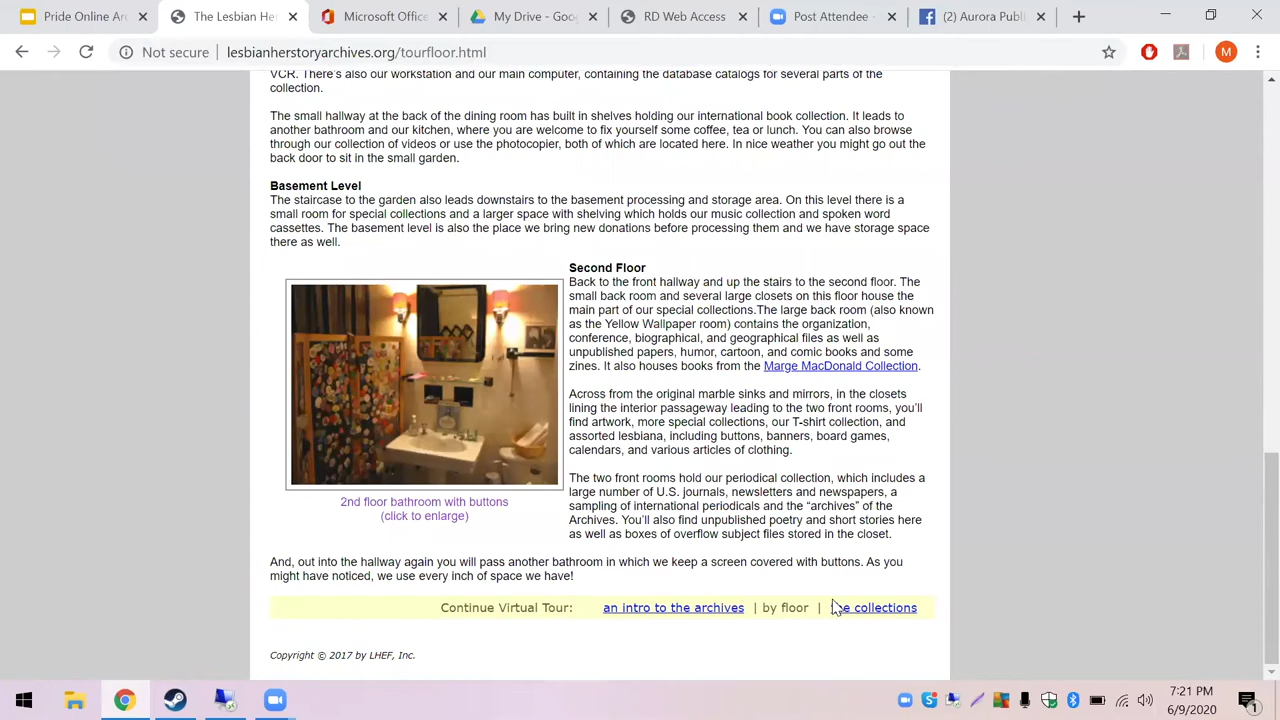 Pride Online Ar
The Lesbian Her
Microsoft Office
My Drive - Goo
RD Web Access
Post Attendee -
(2) Aurora Publ
Not secure
lesbianherstoryarchives.org/tourfloor.html
M
VCR. There's also our workstation and our main computer, containing the database catalogs for several parts of the
collection.
The small hallway at the back of the dining room has built in shelves holding our international book collection. It leads to
another bathroom and our kitchen, where you are welcome to fix yourself some coffee, tea or lunch. You can also browse
through our collection of videos or use the photocopier, both of which are located here. In nice weather you might go out the
back door to sit in the small garden.
Basement Level
The staircase to the garden also leads downstairs to the basement processing and storage area. On this level there is a
small room for special collections and a larger space with shelving which holds our music collection and spoken word
cassettes. The basement level is also the place we bring new donations before processing them and we have storage space
there as well.
Second Floor
Back to the front hallway and up the stairs to the second floor. The
small back room and several large closets on this floor house the
main part of our special collections.The large back room (also known
as the Yellow Wallpaper room) contains the organization,
conference, biographical, and geographical files as well as
unpublished papers, humor, cartoon, and comic books and some
zines. It also houses books from the Marge MacDonald Collection.
Across from the original marble sinks and mirrors, in the closets
lining the interior passageway leading to the two front rooms, you'll
find artwork, more special collections, our T-shirt collection, and
assorted lesbiana, including buttons, banners, board games,
calendars, and various articles of clothing.
The two front rooms hold our periodical collection, which includes a
large number of U.S. journals, newsletters and newspapers, a
sampling of international periodicals and the “archives” of the
Archives. You'll also find unpublished poetry and short stories here
as well as boxes of overflow subject files stored in the closet.
2nd floor bathroom with buttons
(click to enlarge)
And, out into the hallway again you will pass another bathroom in which we keep a screen covered with buttons. As you
might have noticed, we use every inch of space we have!
Continue Virtual Tour: an intro to the archives | by floor | the collections
Copyright © 2017 by LHEF, Inc.
7:21 PM
6/9/2020
1